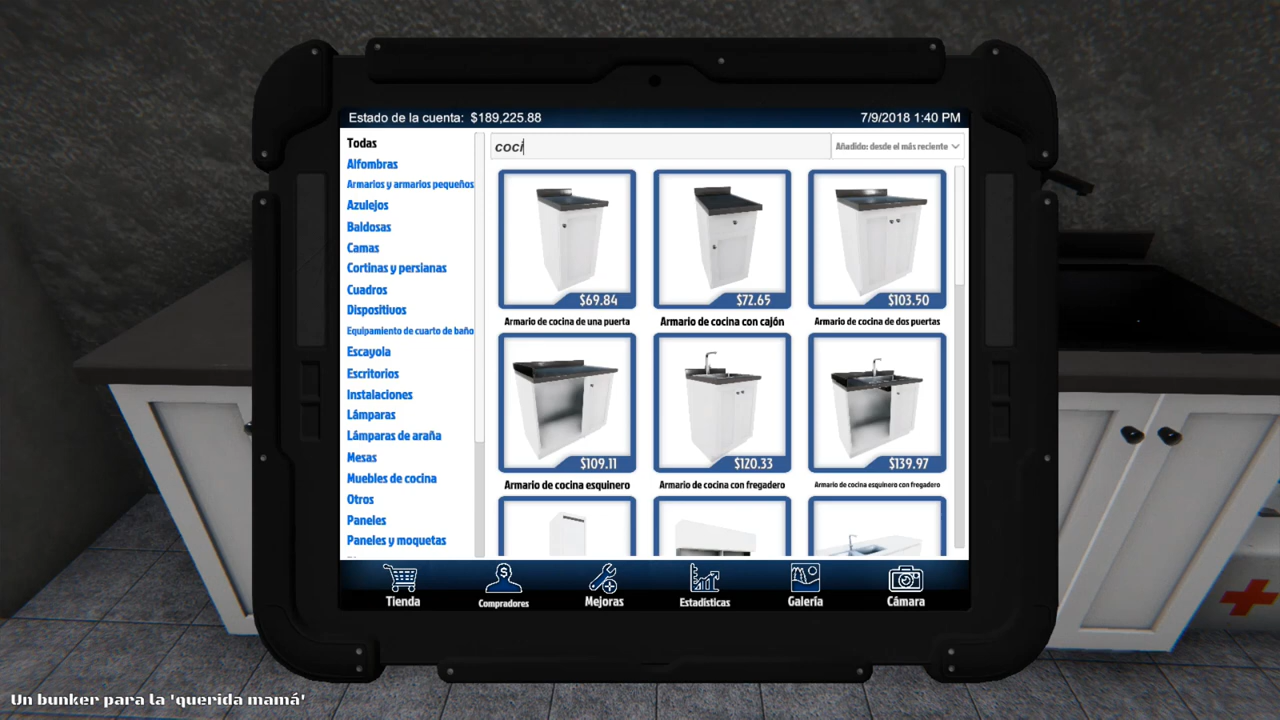 Estado de la cuenta: $189,225.88
7/9/2018 1:40 PM
Todas
Alfombras
Armarios y armarios pequeños
Azulejos
Baldosas
Camas
Cortinas y persianas
Cuadros
Dispositivos
Equipamiento de cuarto de baño
Escayola
Escritorios
Instalaciones
Lámparas
Lámparas de araña
Mesas
Muebles de cocina
Otros
Paneles
Paneles y moquetas
coci
Añadido: desde el más reciente
$69.84
$72.65
$103.50
Armario de cocina de una puerta
Armario de cocina con cajón
Armario de cocina de dos puertas
$109.11
$120.33
$139.97
Armario de cocina esquinero
Armario de cocina con fregadero
Armario de cocina esquinero con fregadero
Tienda
Compradores
Mejoras
Estadísticas
Galería
Cámara
Un bunker para la 'querida mamá'